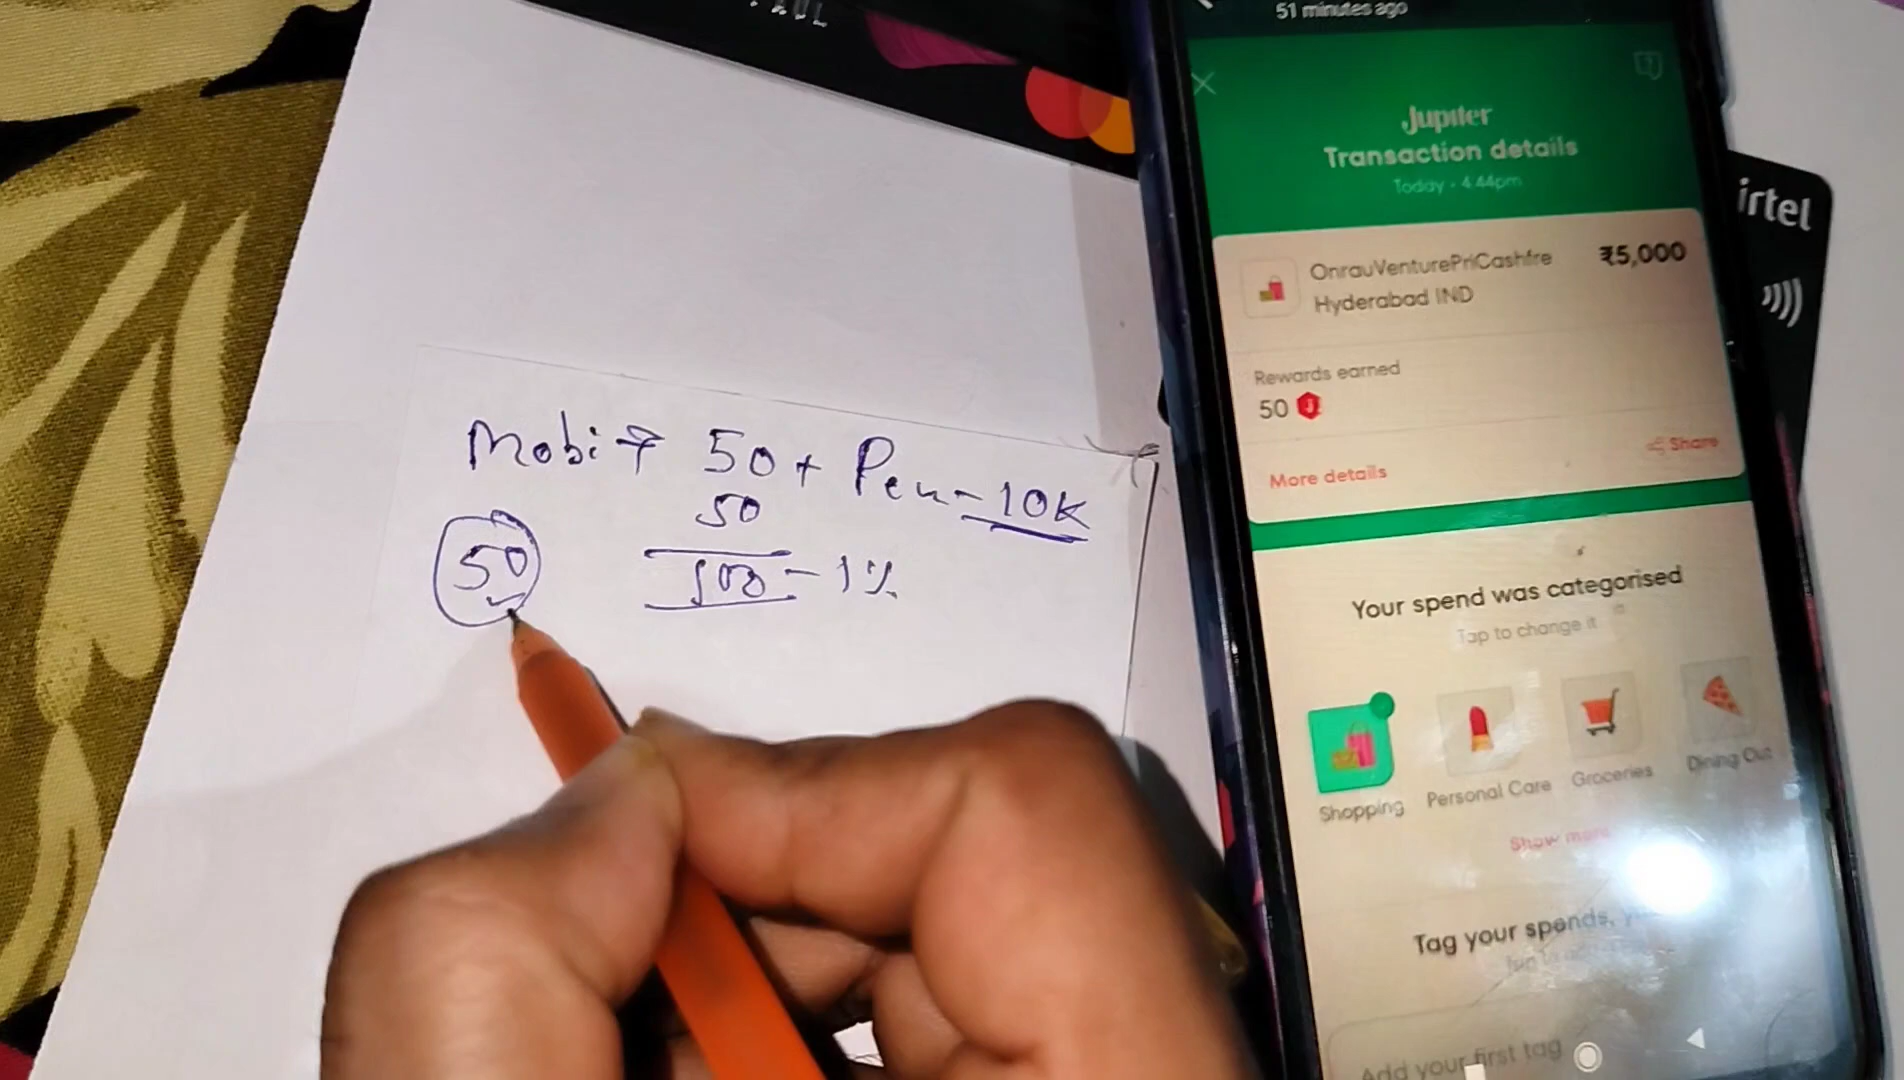 Mobi → 50 + Pen - 10K
50
50
100 - 1%
51 minutes ago
Jupiter
Transaction details
Today • 4:44pm
OnrauVenturePriCashfre ₹5,000
Hyderabad IND
Rewards earned
50
More details Share
Your spend was categorised
Tap to change it
Shopping Personal Care Groceries Dining Out
Show more
Tag your spends,
Add your first tag
irtel